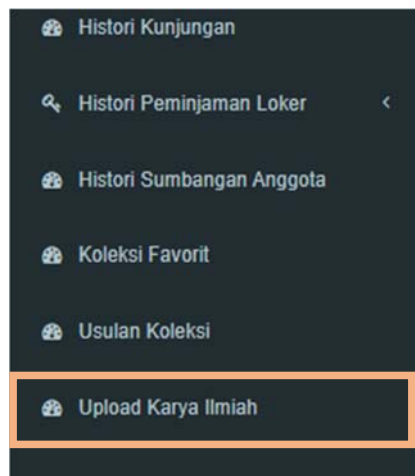 Histori Kunjungan
Histori Peminjaman Loker
Histori Sumbangan Anggota
Koleksi Favorit
Usulan Koleksi
Upload Karya Ilmiah